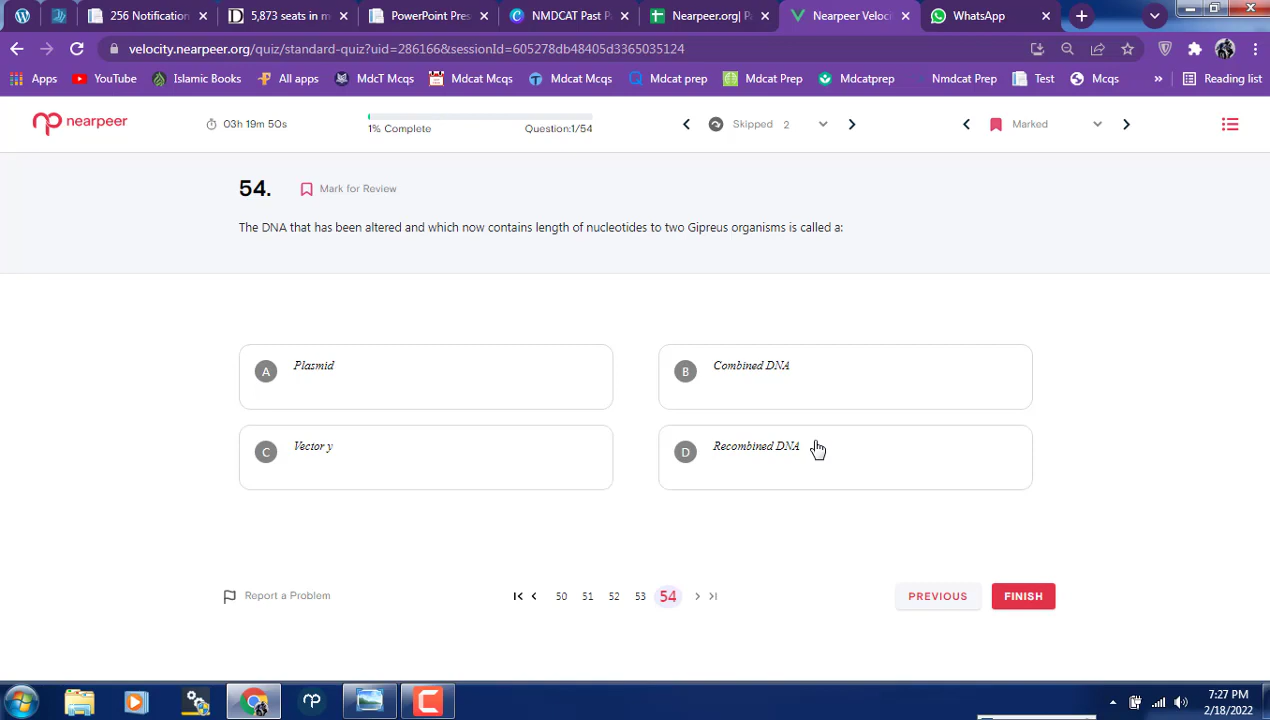 256 Notification
5,873 seats in m
PowerPoint Pres
NMDCAT Past P
Nearpeer.org| P
Nearpeer Veloci
WhatsApp
velocity.nearpeer.org/quiz/standard-quiz?uid=286166&sessionId=605278db48405d3365035124
Apps
YouTube
Islamic Books
All apps
MdcT Mcqs
Mdcat Mcqs
Mdcat Mcqs
Mdcat prep
Mdcat Prep
Mdcatprep
Nmdcat Prep
Test
Mcqs
»
Reading list
nearpeer
03h 19m 50s
1% Complete
Question:1/54
Skipped 2
Marked
54.
Mark for Review
The DNA that has been altered and which now contains length of nucleotides to two Gipreus organisms is called a:
A Plasmid
B Combined DNA
C Vector y
D Recombined DNA
Report a Problem
50 51 52 53 54
PREVIOUS
FINISH
np
7:27 PM
2/18/2022